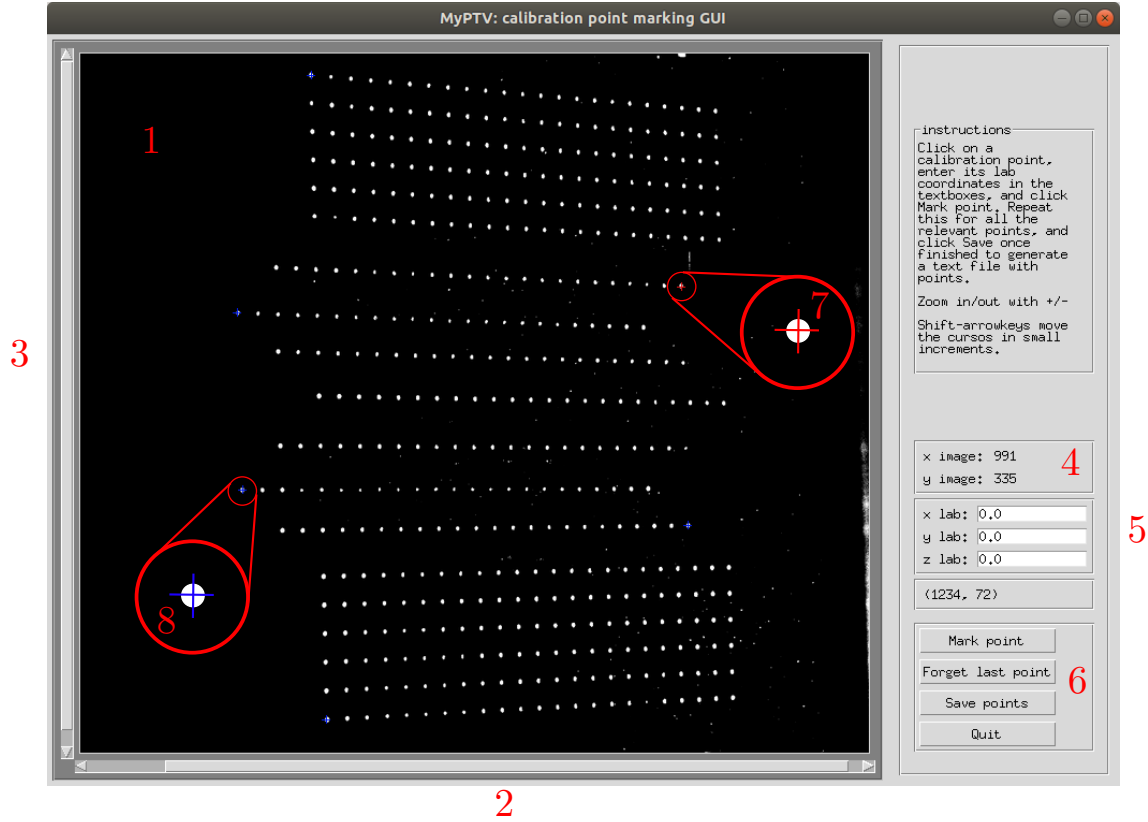 MyPTV: calibration point marking GUI
1
instructions
Click on a
calibration point,
enter its lab
coordinates in the
textboxes, and click
Mark point. Repeat
this for all the
relevant points, and
click Save once
finished to generate
a text file with
points.
Zoom in/out with +/-
Shift-arrowkeys move
the cursos in small
increments.
7
3
x image: 991
y image: 335
4
x lab: 0.0
y lab: 0.0
z lab: 0.0
5
(1234, 72)
8
Mark point
Forget last point
Save points
Quit
6
2